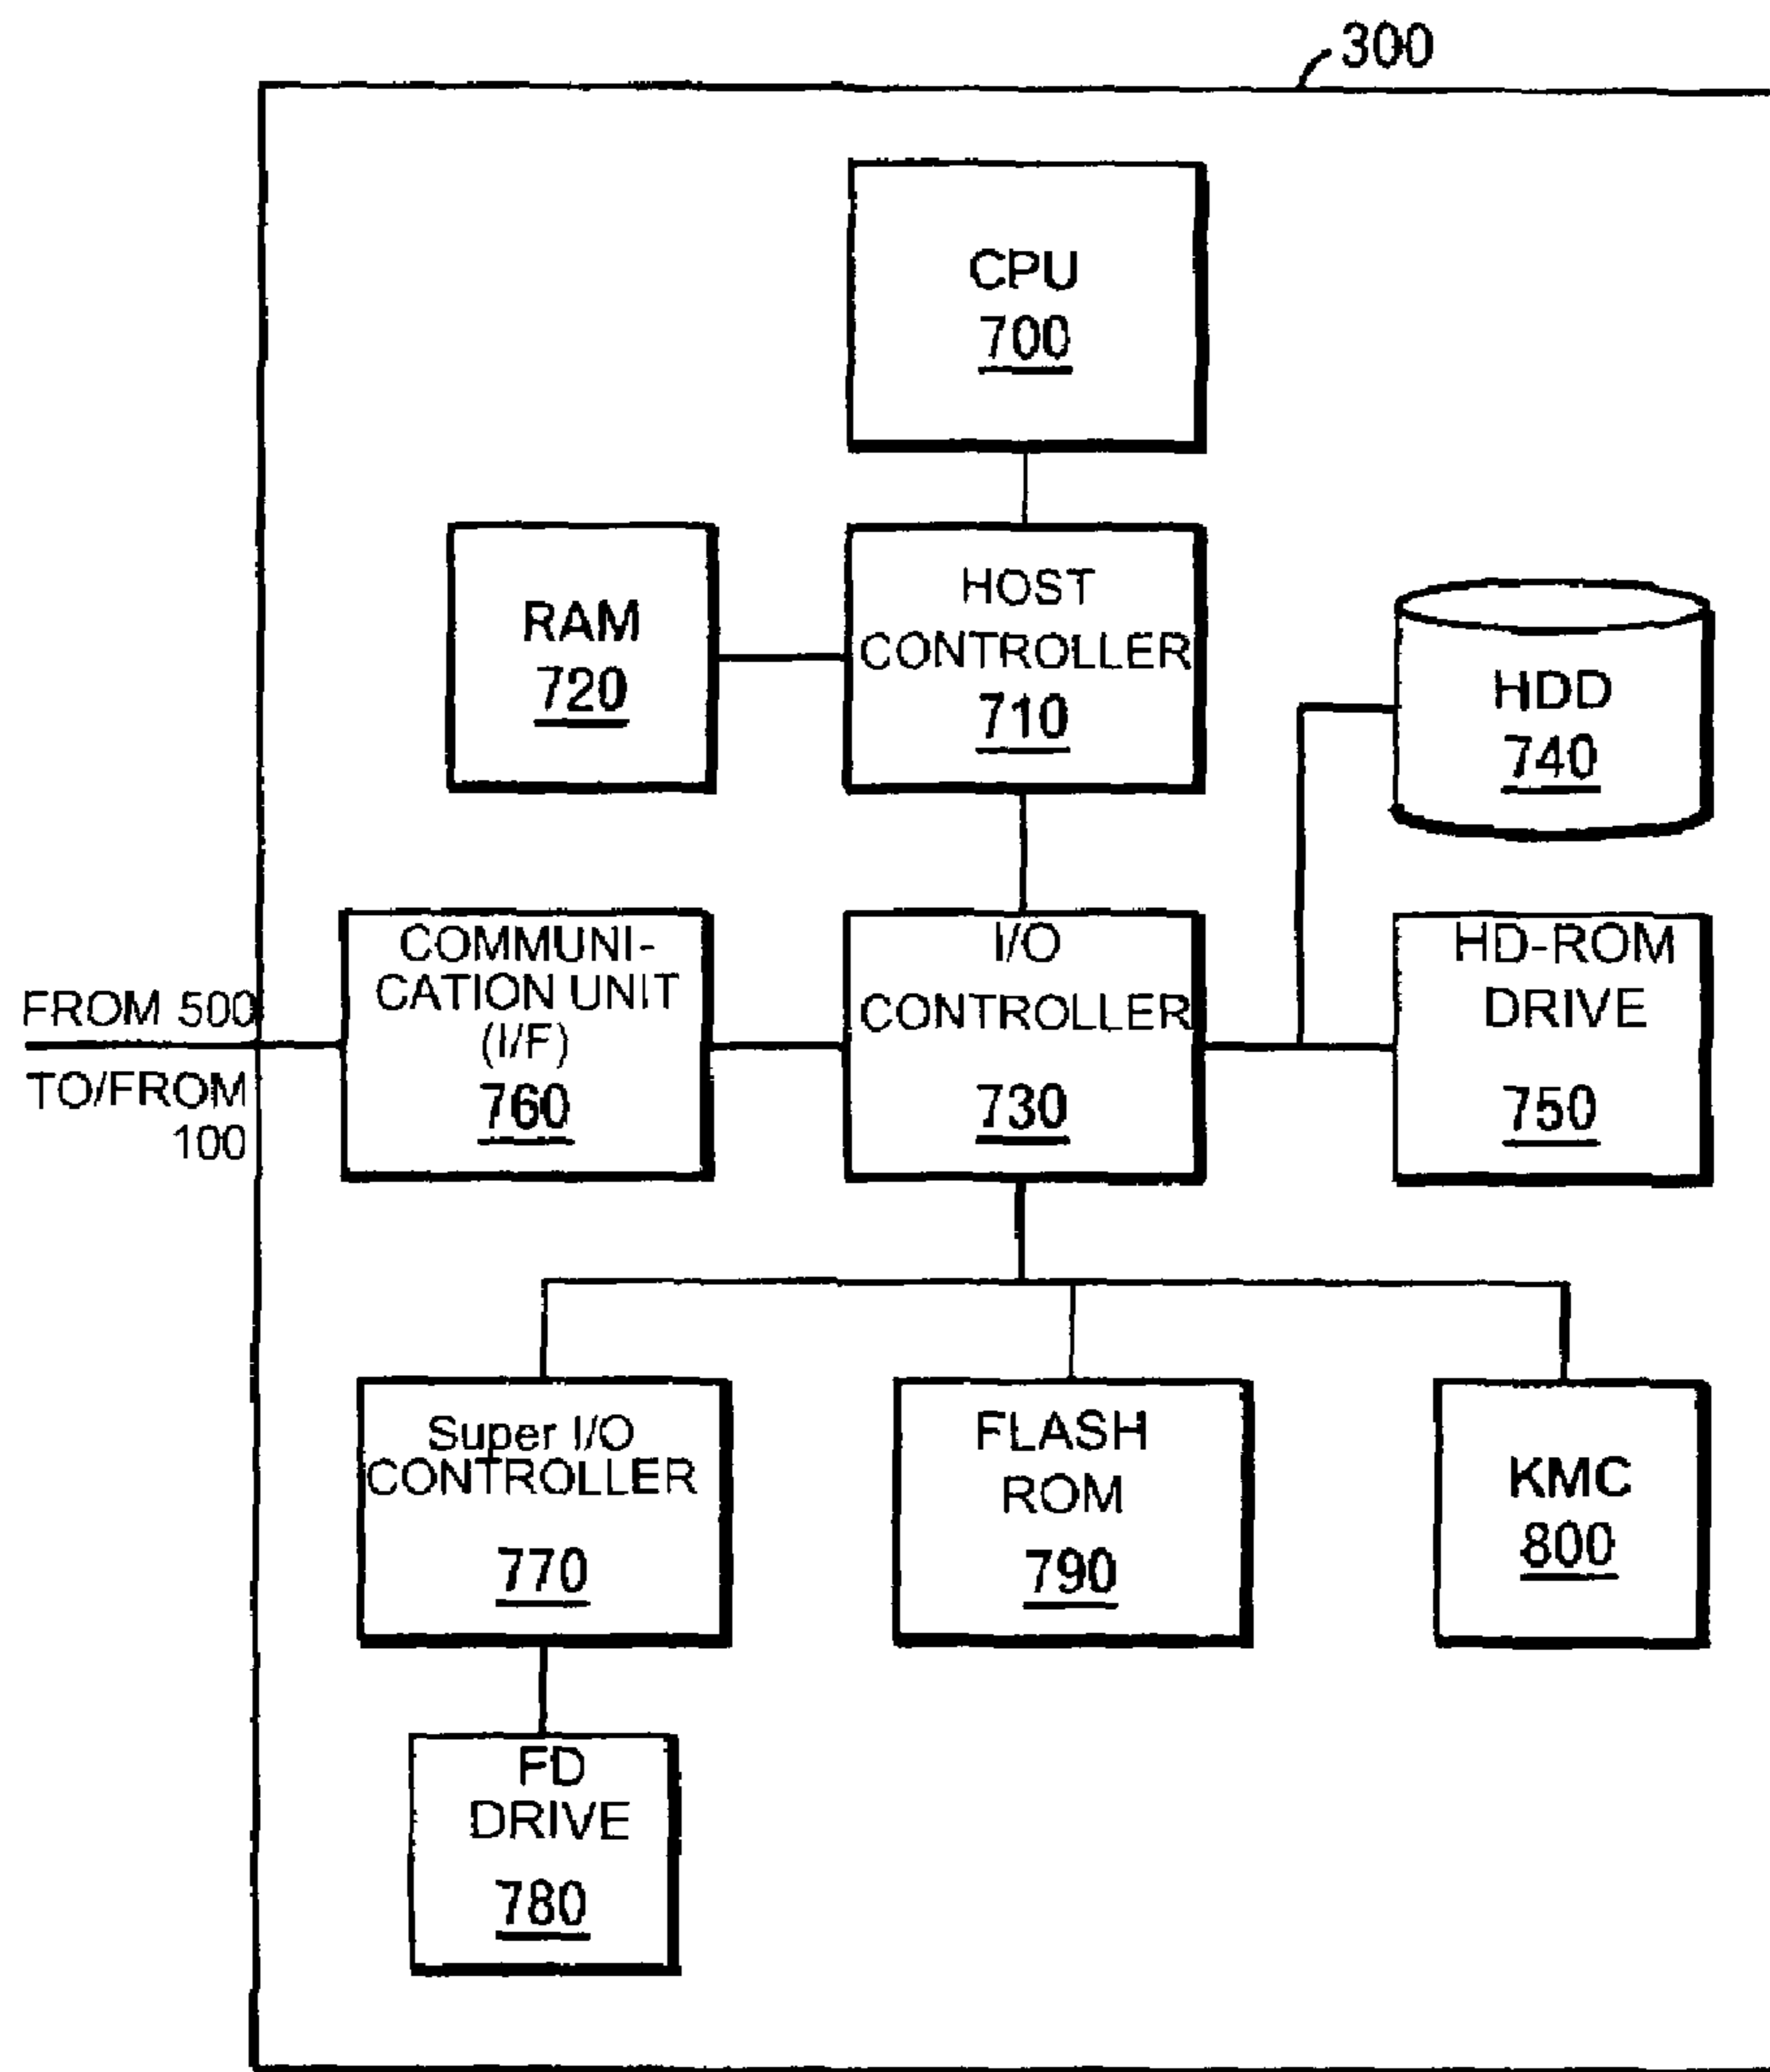 300
CPU
700
RAM
720
HOST
CONTROLLER
710
HDD
740
FROM 500
TO/FROM
100
COMMUNI-
CATION UNIT
(I/F)
760
I/O
CONTROLLER
730
HD-ROM
DRIVE
750
Super I/O
CONTROLLER
770
FLASH
ROM
790
KMC
800
FD
DRIVE
780